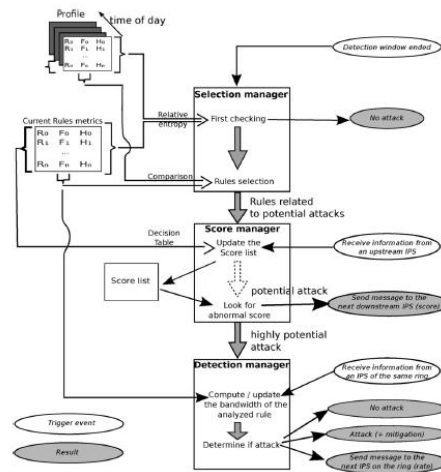 Profile
time of day
R₀ F₀ H₀
R₁ F₁ H₁
...
Rₙ Fₙ Hₙ
Detection window ended
Selection manager
Relative
entropy
First checking
No attack
Current Rules metrics
R₀ F₀ H₀
R₁ F₁ H₁
...
Rₙ Fₙ Hₙ
Comparison
Rules selection
Rules related
to potential attacks
Score manager
Decision
Table
Update the
Score list
Receive information from
an upstream IPS
Score list
potential attack
Look for
abnormal score
Send message to the
next downstream IPS (score)
highly potential
attack
Detection manager
Receive information from
an IPS of the same ring
Compute / update
the bandwidth of the
analyzed rule
No attack
Determine if attack
Attack (+ mitigation)
Send message to the next
IPS on the ring (rate)
Trigger event
Result